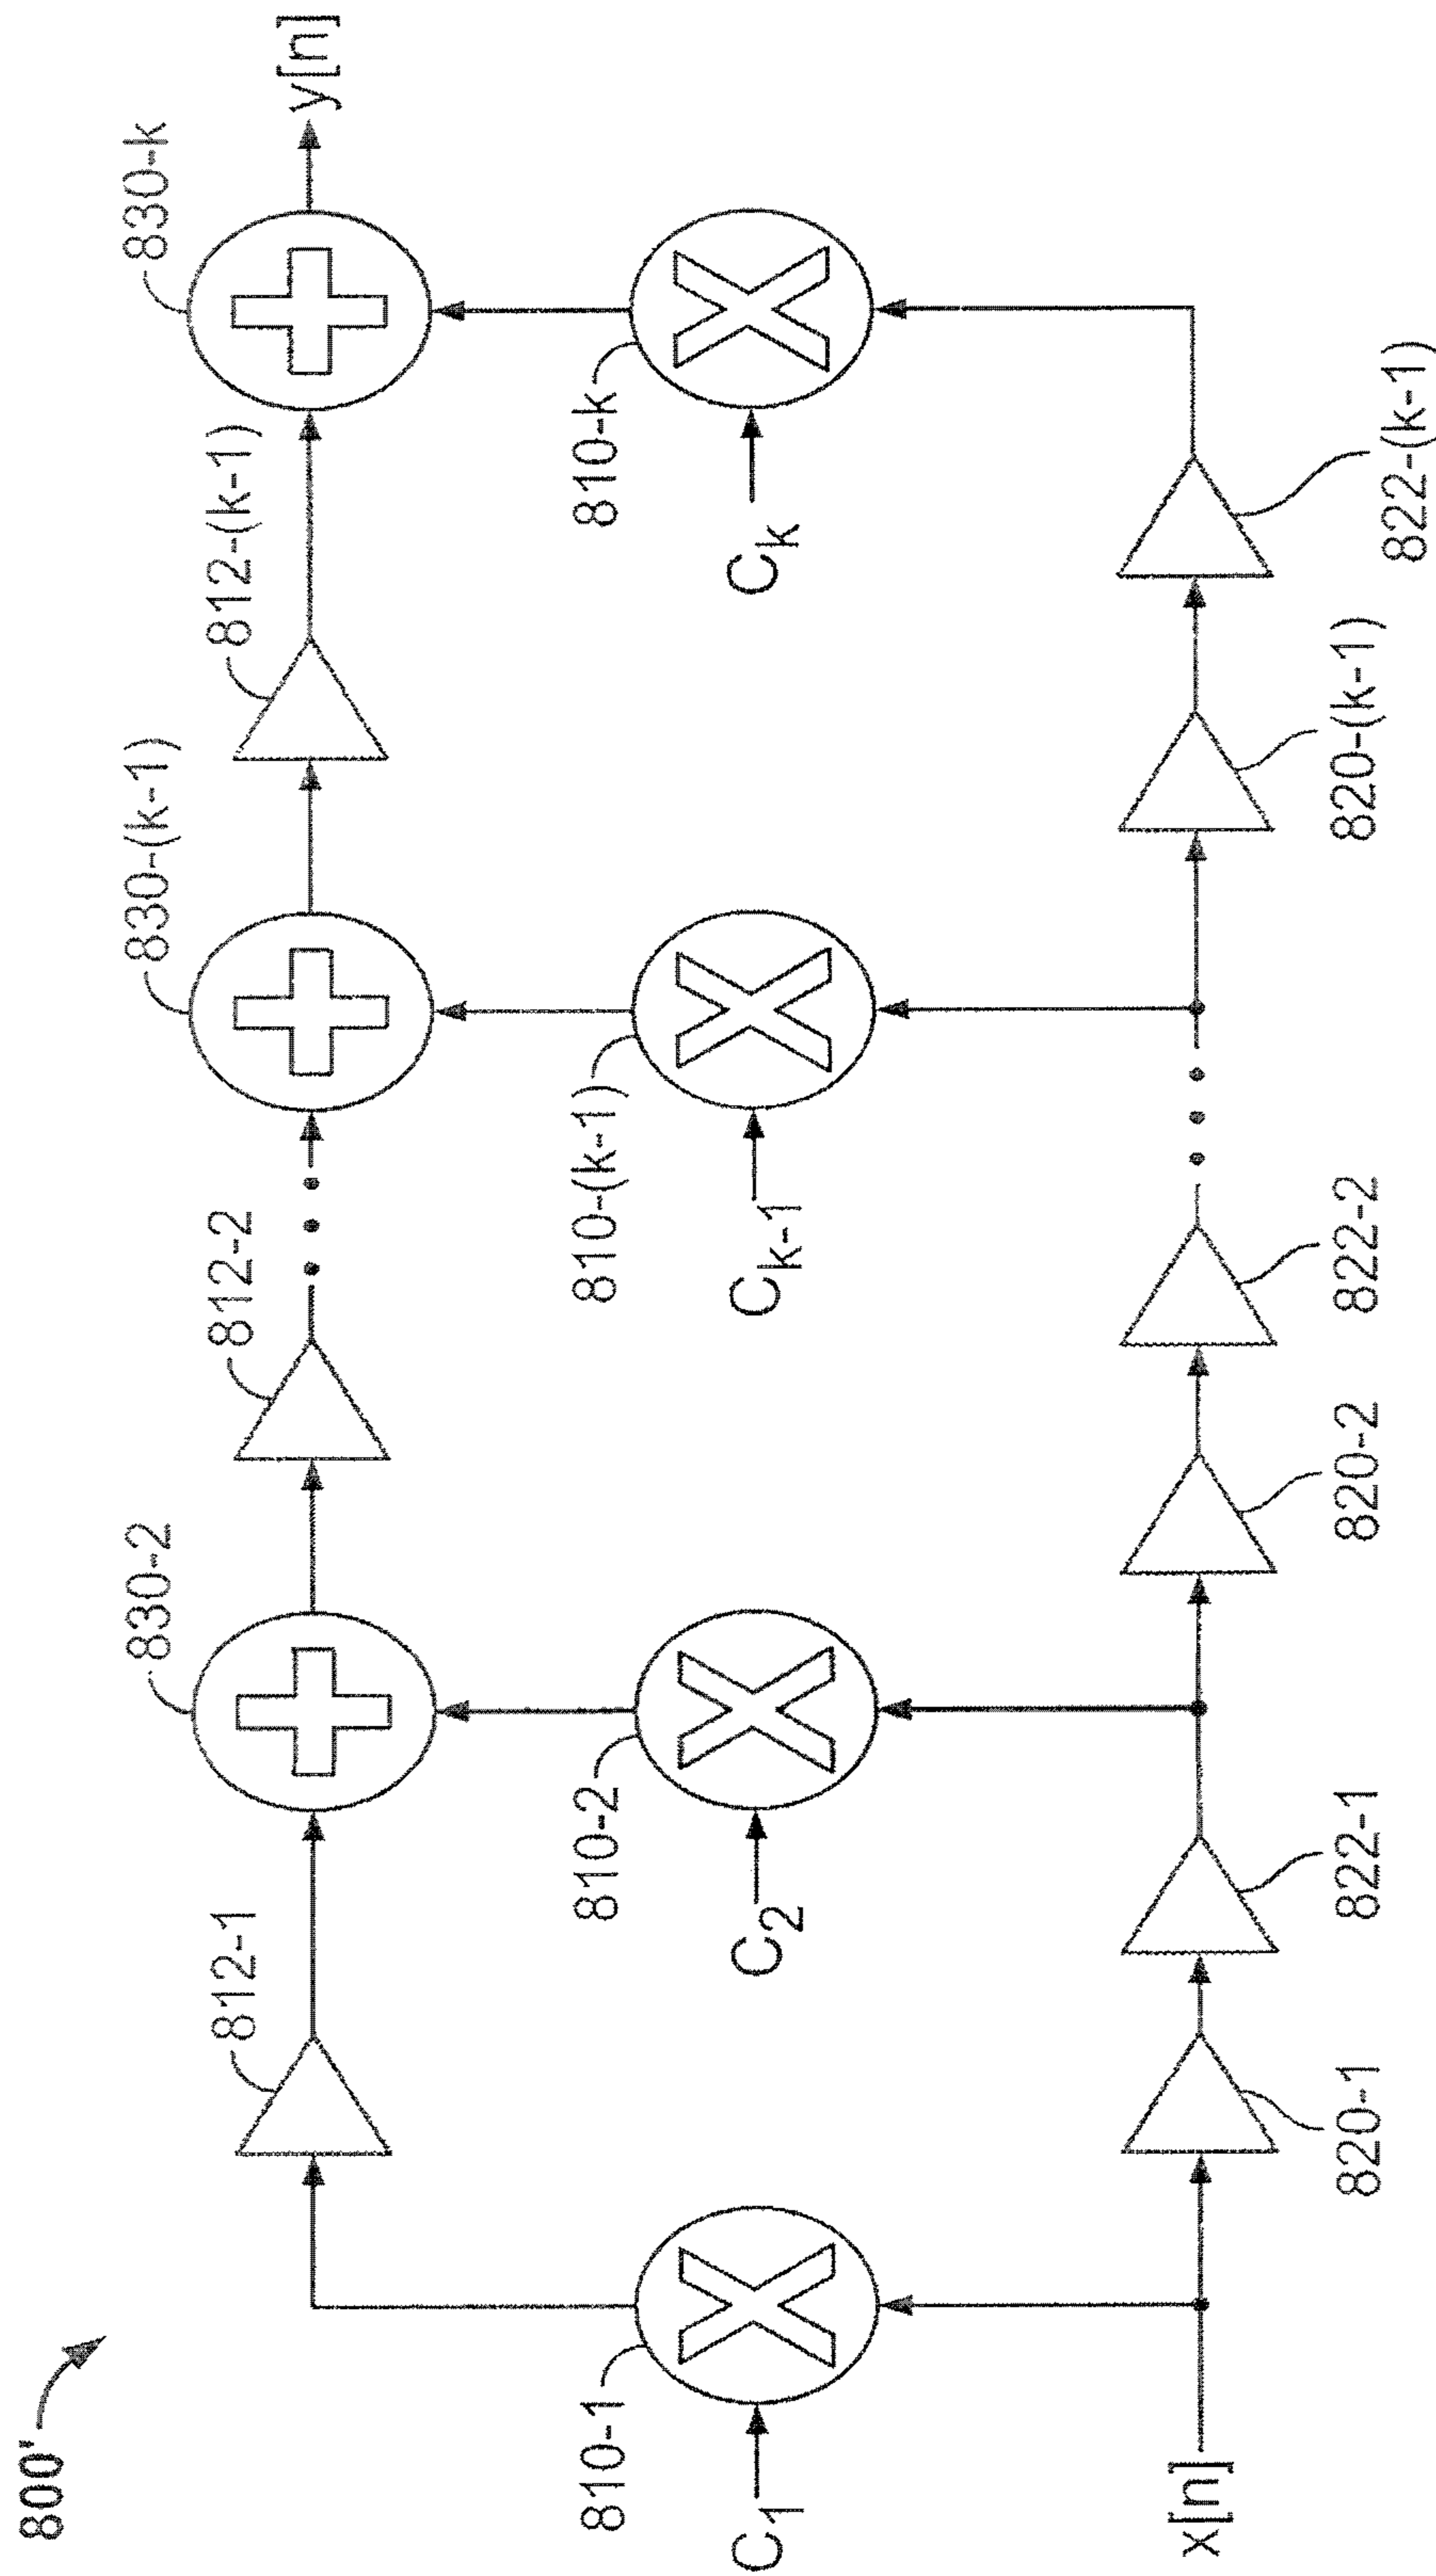 800'
830-2
830-(k-1)
830-k
812-1
812-2
812-(k-1)
y[n]
810-1
810-2
810-(k-1)
810-k
C1
C2
Ck-1
Ck
x[n]
820-1
822-1
820-2
822-2
820-(k-1)
822-(k-1)